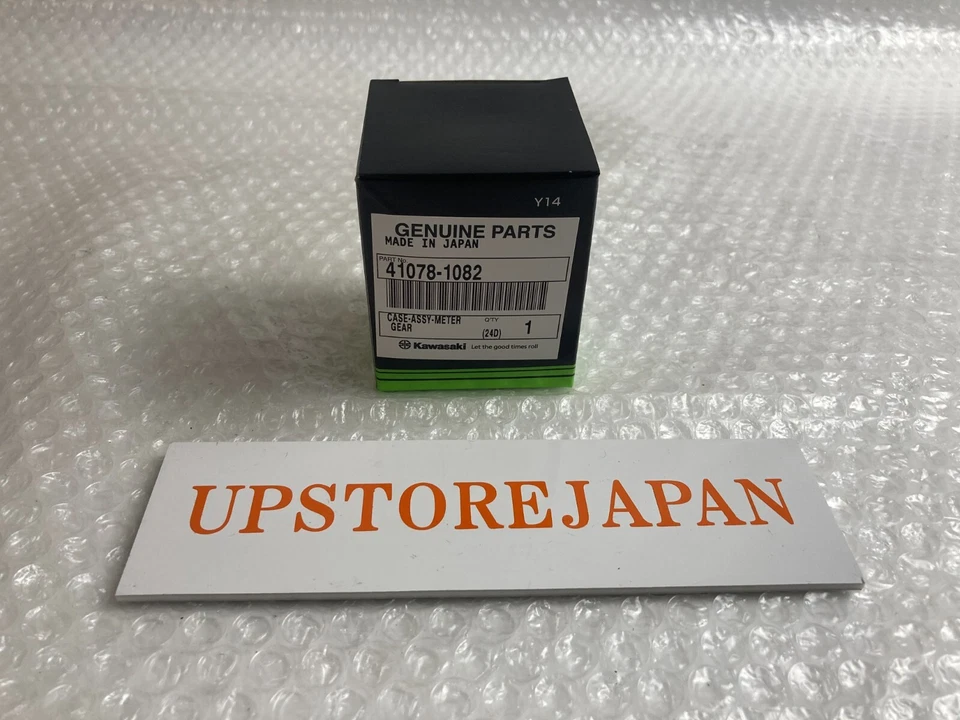 Y14
GENUINE PARTS
MADE IN JAPAN
PART No.
41078-1082
CASE-ASSY-METER
GEAR
Q'TY
(24D)
1
Kawasaki Let the good times roll
UPSTOREJAPAN